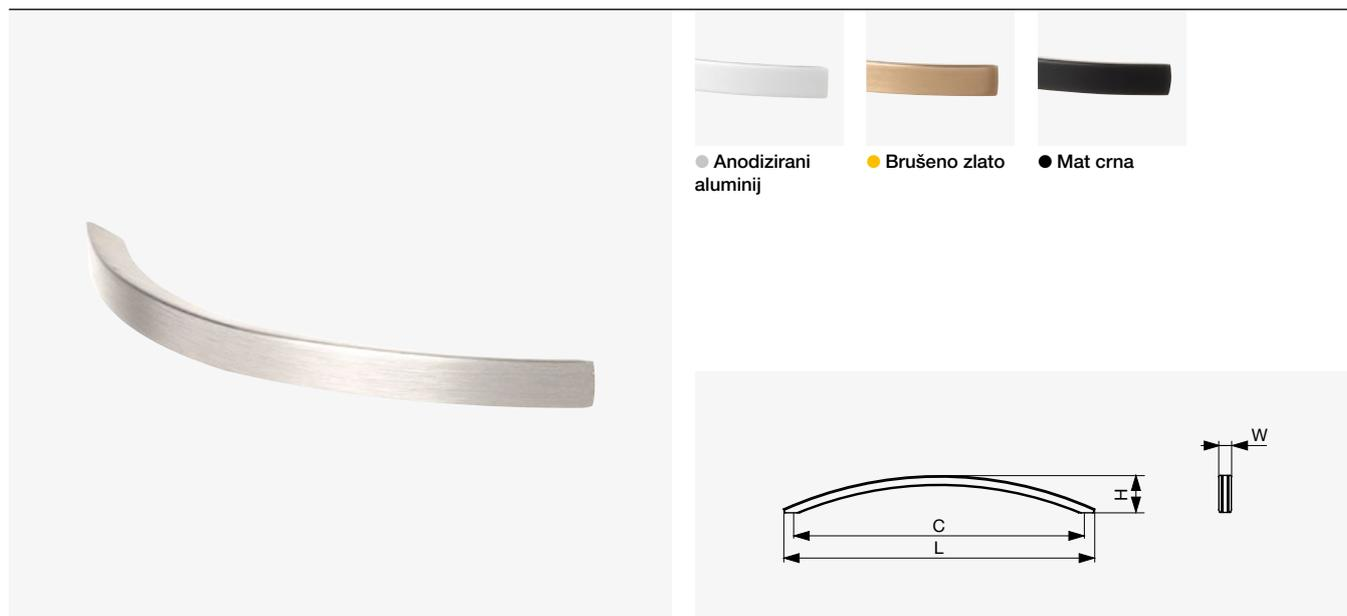 Anodizirani
aluminij
Brušeno zlato
Mat crna
W
H
C
L